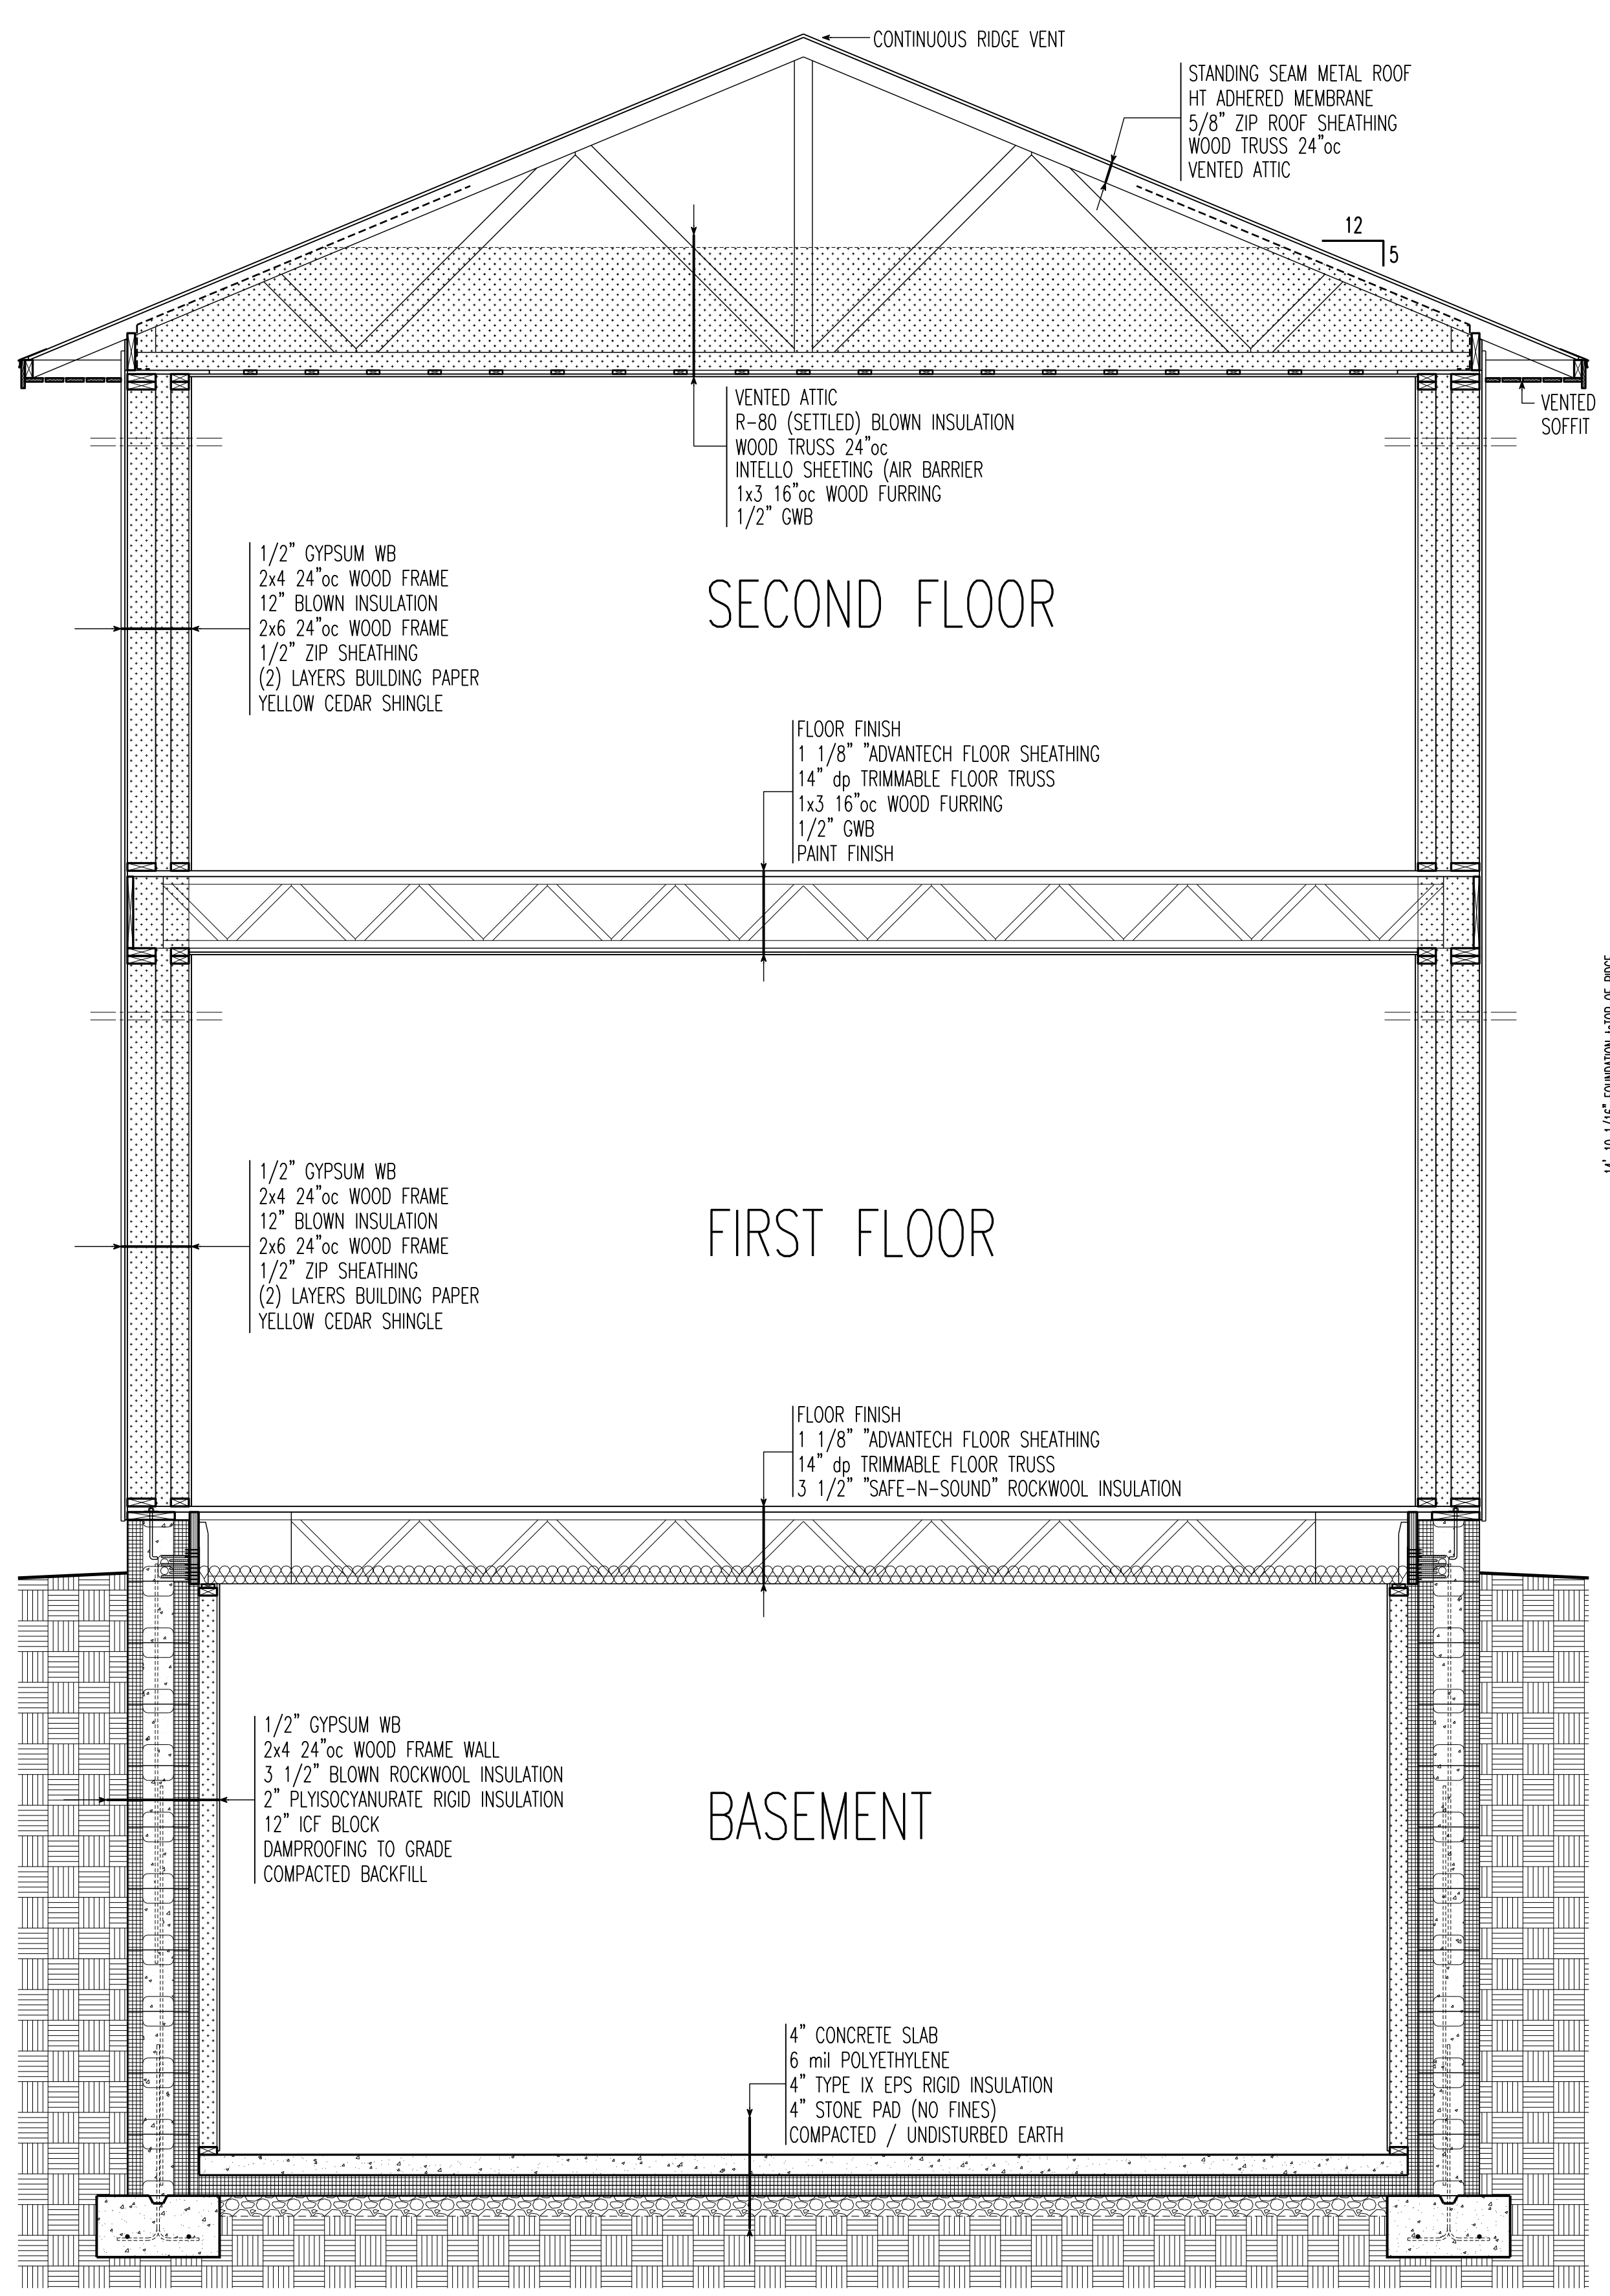 CONTINUOUS RIDGE VENT
STANDING SEAM METAL ROOF
HT ADHERED MEMBRANE
5/8" ZIP ROOF SHEATHING
WOOD TRUSS 24"oc
VENTED ATTIC
12
5
VENTED
SOFFIT
VENTED ATTIC
R-80 (SETTLED) BLOWN INSULATION
WOOD TRUSS 24"oc
INTELLO SHEETING (AIR BARRIER
1x3 16"oc WOOD FURRING
1/2" GWB
1/2" GYPSUM WB
2x4 24"oc WOOD FRAME
12" BLOWN INSULATION
2x6 24"oc WOOD FRAME
1/2" ZIP SHEATHING
(2) LAYERS BUILDING PAPER
YELLOW CEDAR SHINGLE
SECOND FLOOR
FLOOR FINISH
1 1/8" "ADVANTECH FLOOR SHEATHING
14" dp TRIMMABLE FLOOR TRUSS
1x3 16"oc WOOD FURRING
1/2" GWB
PAINT FINISH
1/2" GYPSUM WB
2x4 24"oc WOOD FRAME
12" BLOWN INSULATION
2x6 24"oc WOOD FRAME
1/2" ZIP SHEATHING
(2) LAYERS BUILDING PAPER
YELLOW CEDAR SHINGLE
FIRST FLOOR
FLOOR FINISH
1 1/8" "ADVANTECH FLOOR SHEATHING
14" dp TRIMMABLE FLOOR TRUSS
3 1/2" "SAFE-N-SOUND" ROCKWOOL INSULATION
1/2" GYPSUM WB
2x4 24"oc WOOD FRAME WALL
3 1/2" BLOWN ROCKWOOL INSULATION
2" PLYISOCYANURATE RIGID INSULATION
12" ICF BLOCK
DAMPROOFING TO GRADE
COMPACTED BACKFILL
BASEMENT
4" CONCRETE SLAB
6 mil POLYETHYLENE
4" TYPE IX EPS RIGID INSULATION
4" STONE PAD (NO FINES)
COMPACTED / UNDISTURBED EARTH